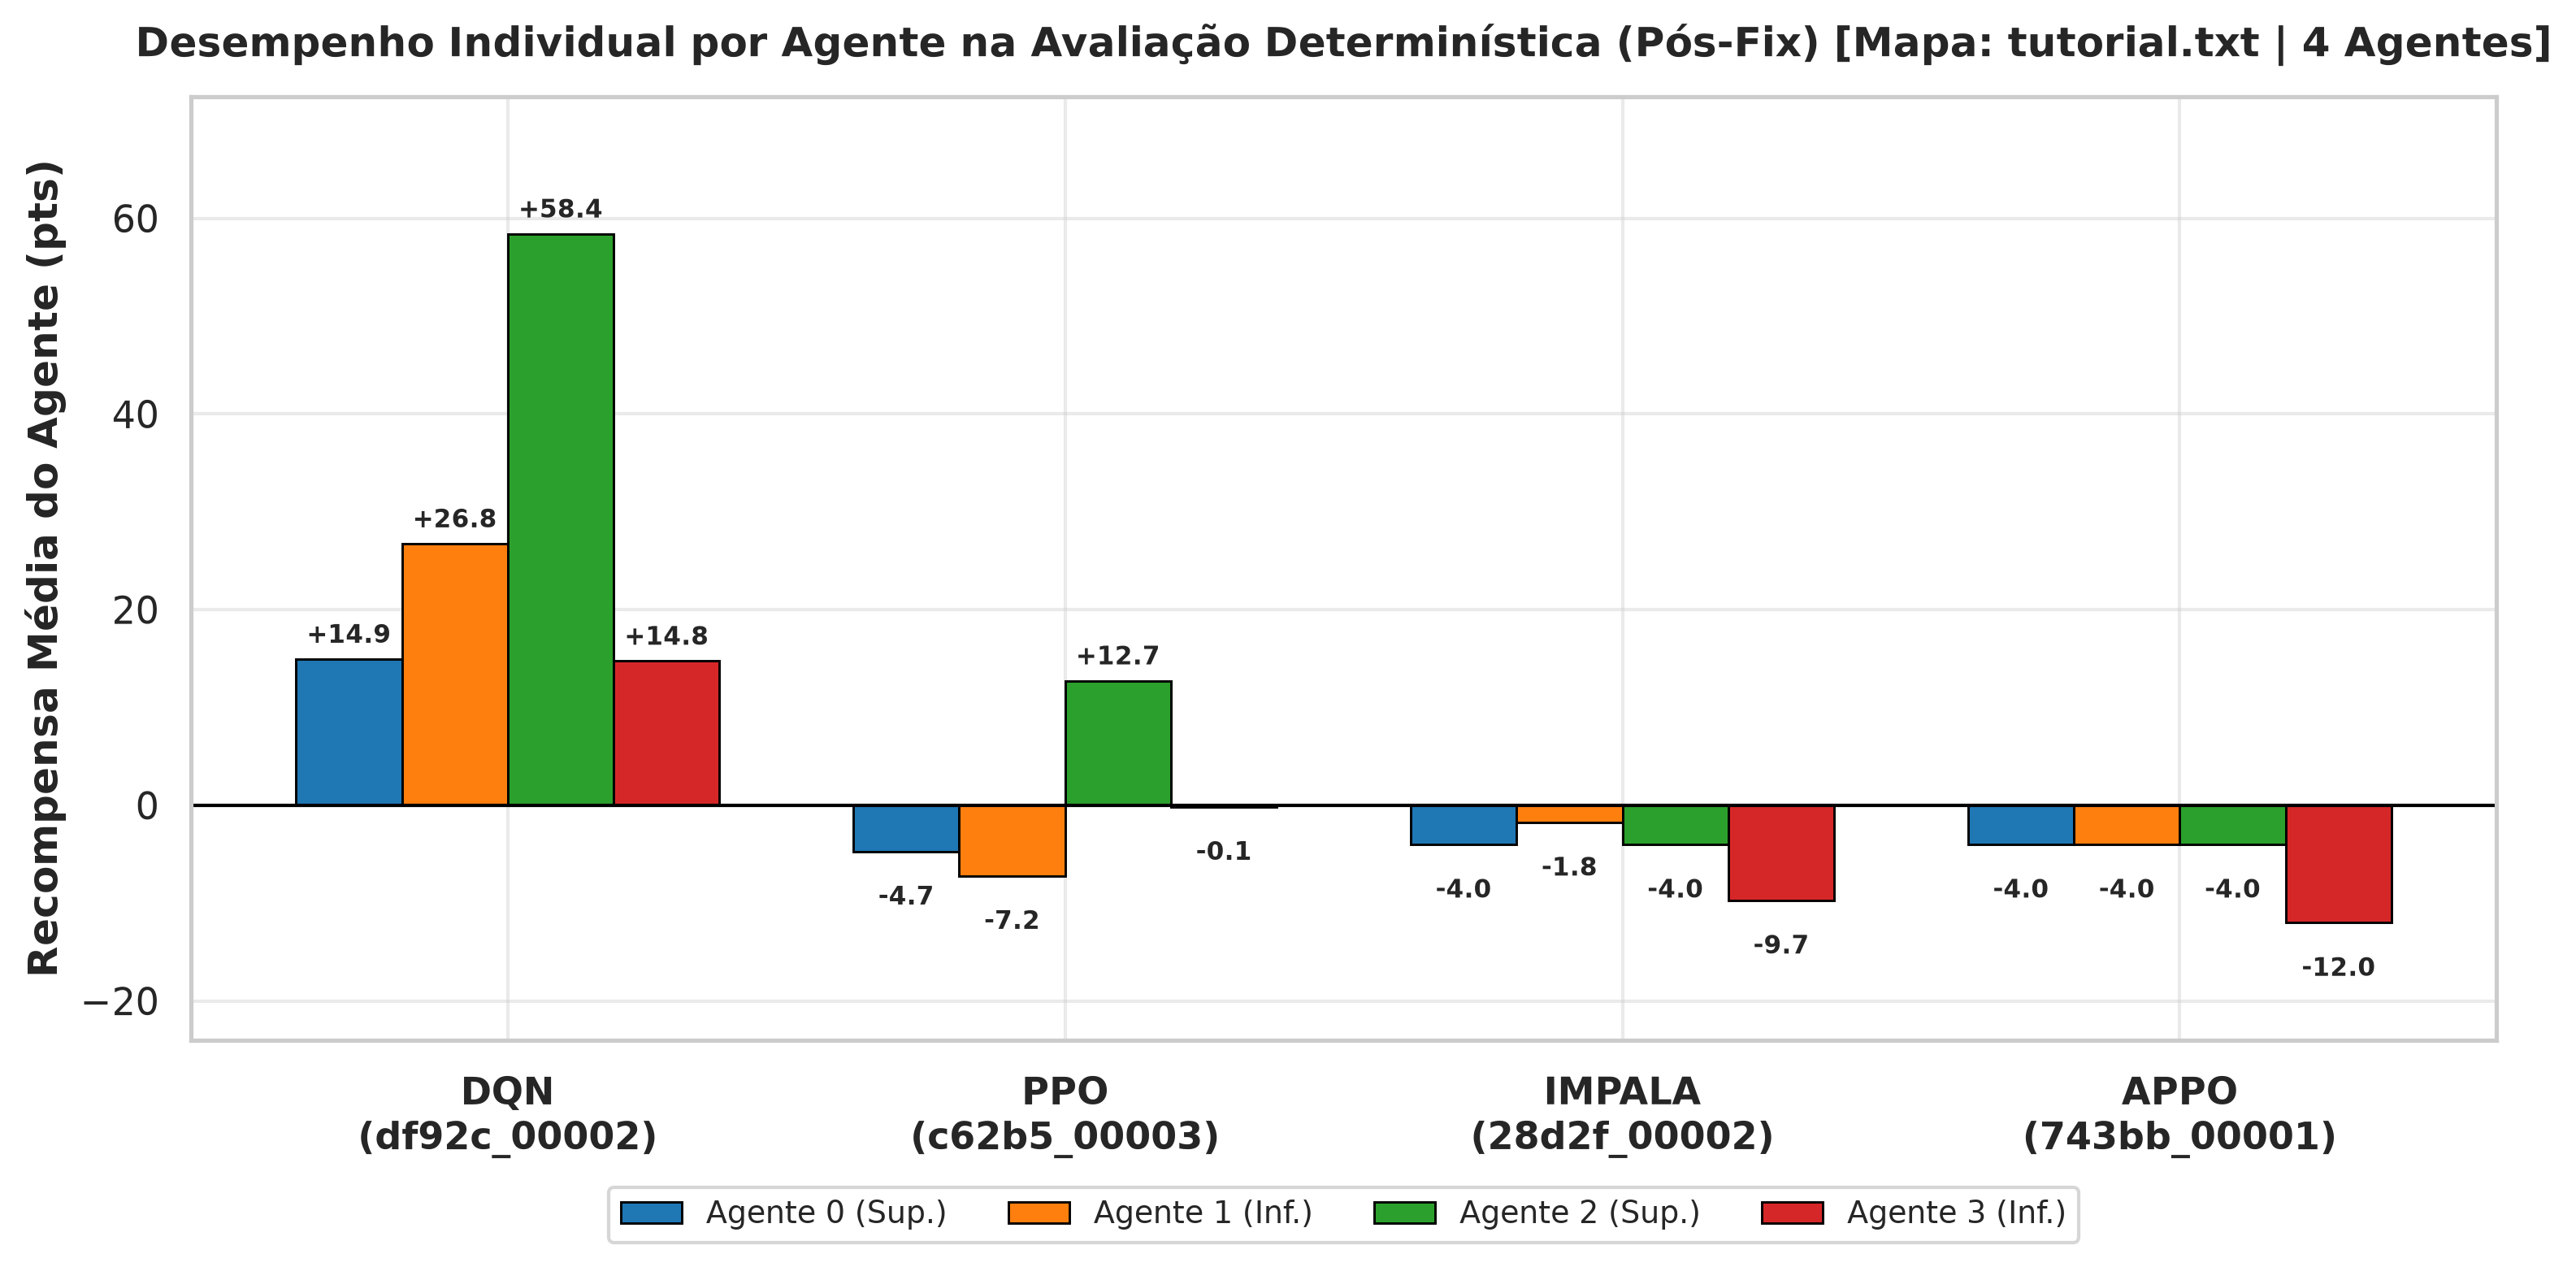 Desempenho Individual por Agente na Avaliação Determinística (Pós-Fix) [Mapa: tutorial.txt | 4 Agentes]
Recompensa Média do Agente (pts)
60
40
20
0
−20
+14.9
+26.8
+58.4
+14.8
-4.7
-7.2
+12.7
-0.1
-4.0
-1.8
-4.0
-9.7
-4.0
-4.0
-4.0
-12.0
DQN
(df92c_00002)
PPO
(c62b5_00003)
IMPALA
(28d2f_00002)
APPO
(743bb_00001)
Agente 0 (Sup.)
Agente 1 (Inf.)
Agente 2 (Sup.)
Agente 3 (Inf.)